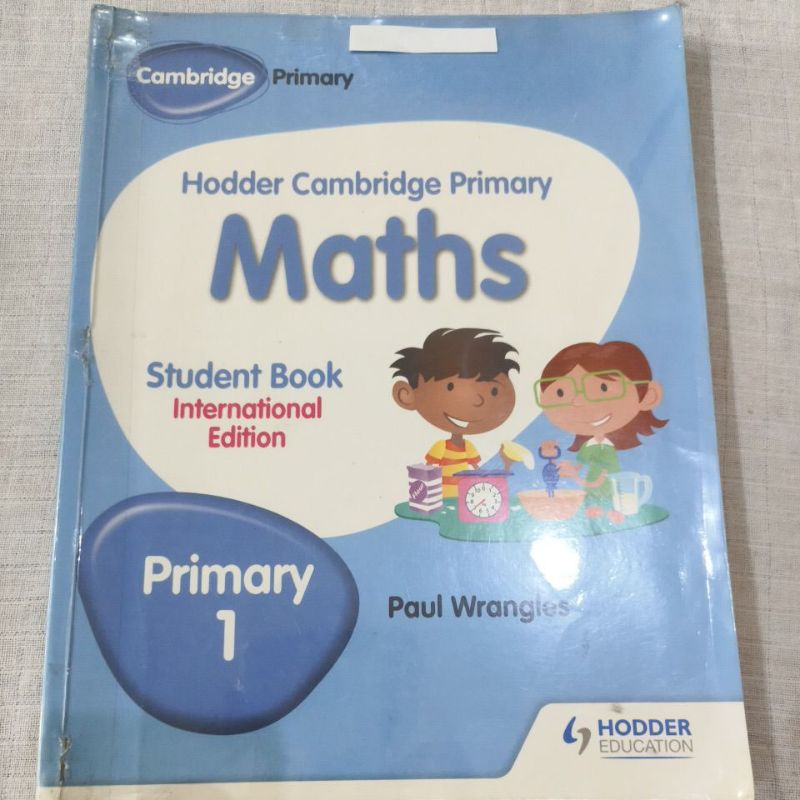 Cambridge Primary
Hodder Cambridge Primary
Maths
Student Book
International
Edition
Primary
1
Paul Wrangles
HODDER
EDUCATION